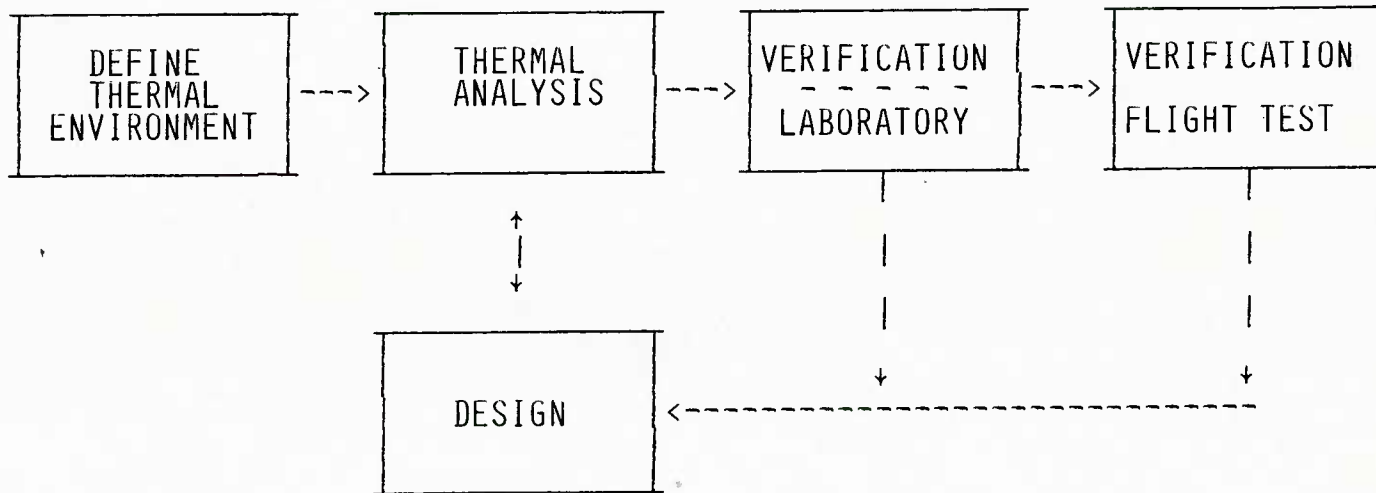 DEFINE
THERMAL
ENVIRONMENT
THERMAL
ANALYSIS
VERIFICATION
LABORATORY
VERIFICATION
FLIGHT TEST
DESIGN